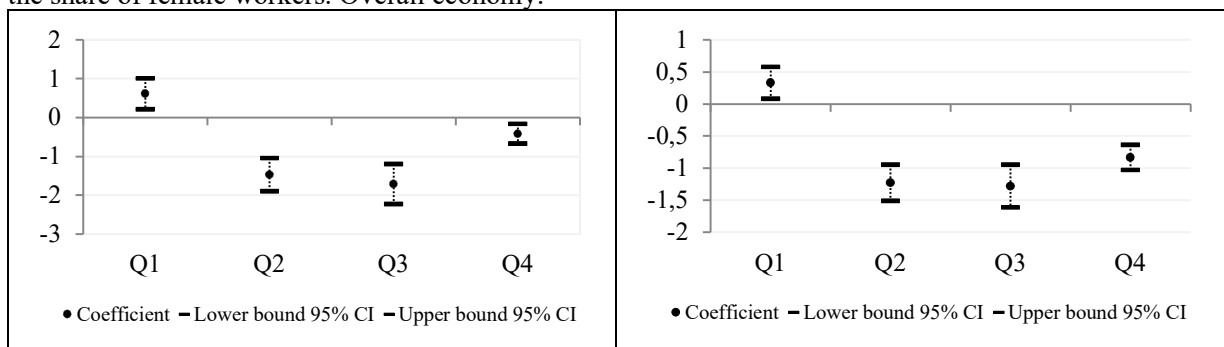 the share of female workers. Overall economy.
2
1
0
-1
-2
-3
Q1 Q2 Q3 Q4
Coefficient Lower bound 95% CI Upper bound 95% CI
1
0,5
0
-0,5
-1
-1,5
-2
Q1 Q2 Q3 Q4
Coefficient Lower bound 95% CI Upper bound 95% CI